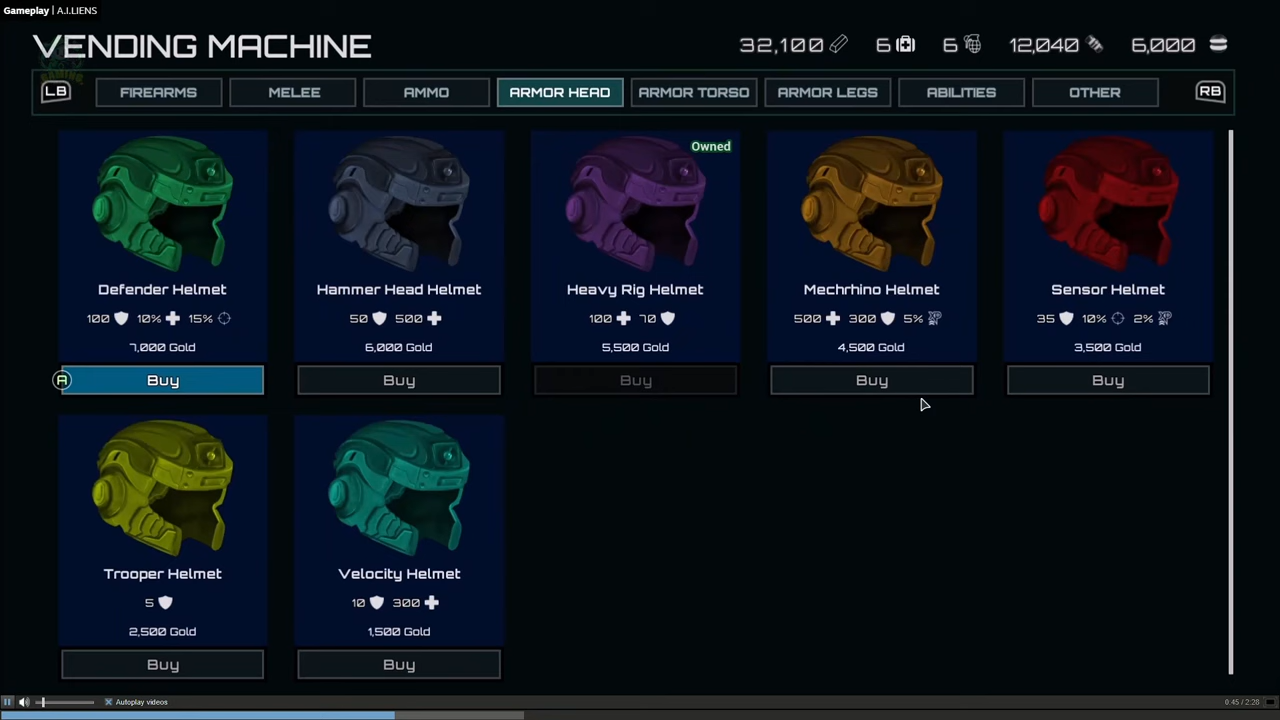 Gameplay | A.I.LIENS
VENDING MACHINE
32,100 6 6 12,040 6,000
LB FIREARMS MELEE AMMO ARMOR HEAD ARMOR TORSO ARMOR LEGS ABILITIES OTHER RB
Owned
Defender Helmet Hammer Head Helmet Heavy Rig Helmet Mechrhino Helmet Sensor Helmet
100 10% 15% 50 500 100 70 500 300 5% 35 10% 2%
7,000 Gold 6,000 Gold 5,500 Gold 4,500 Gold 3,500 Gold
A Buy Buy Buy Buy Buy
Trooper Helmet Velocity Helmet
5 10 300
2,500 Gold 1,500 Gold
Buy Buy
Autoplay videos 0:45 / 2:28